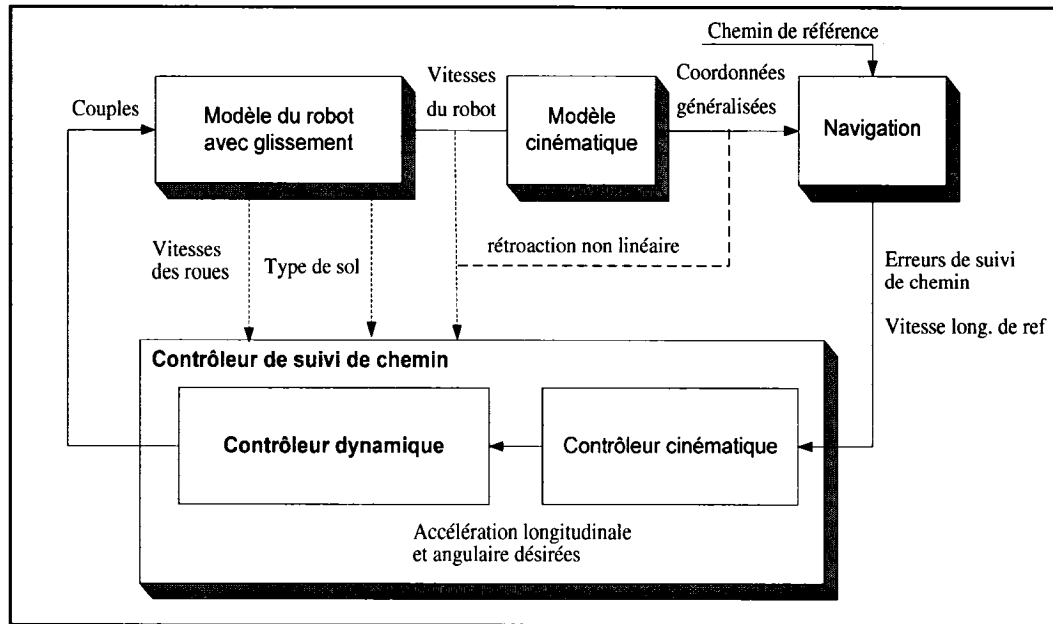 Chemin de référence
Couples
Modèle du robot
avec glissement
Vitesses
du robot
Modèle
cinématique
Coordonnées
généralisées
Navigation
Vitesses
des roues
Type de sol
rétroaction non linéaire
Erreurs de suivi
de chemin
Vitesse long. de ref
Contrôleur de suivi de chemin
Contrôleur dynamique
Contrôleur cinématique
Accélération longitudinale
et angulaire désirées